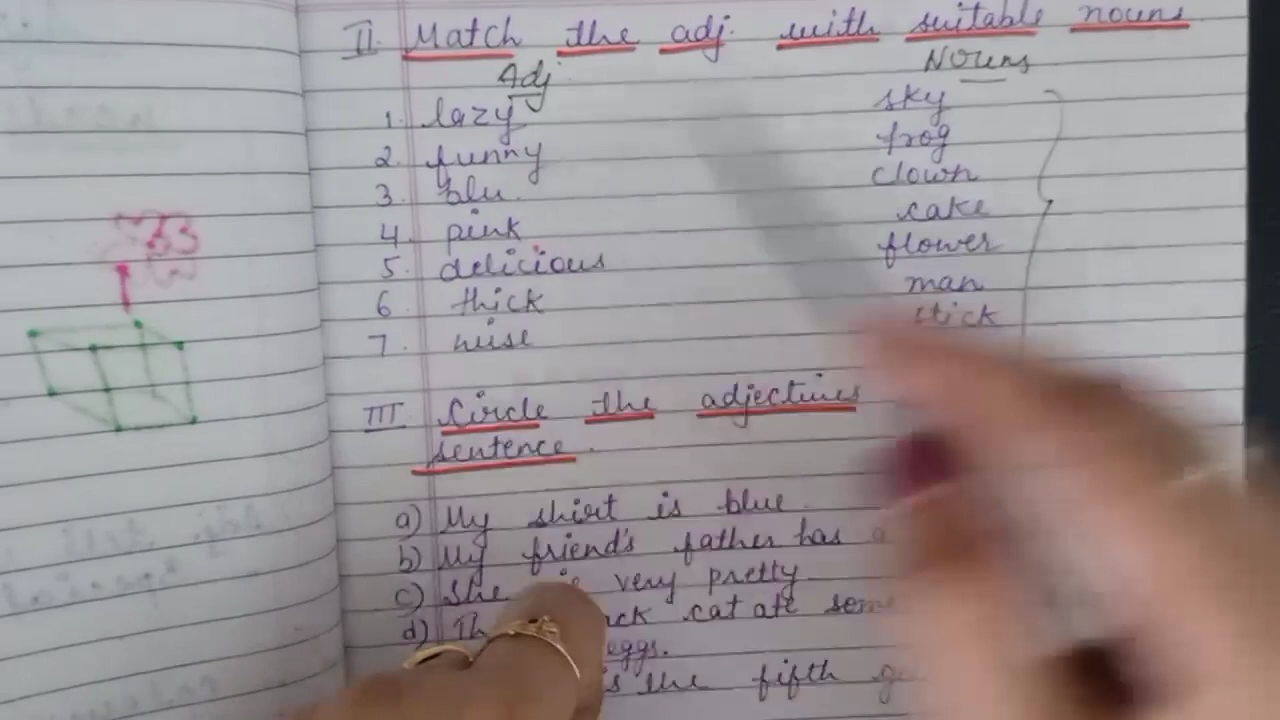 II. Match the adj. with suitable nouns
Adj Nouns
1. lazy sky
2. funny frog
3. blu. clown
4. pink cake
5. delicious flower
6. thick man
7. wise stick
III Circle the adjectives
sentence.
a) My shirt is blue.
b) My friend's father has
c) She is very pretty
d) cat ate
eggs.
the fifth
33